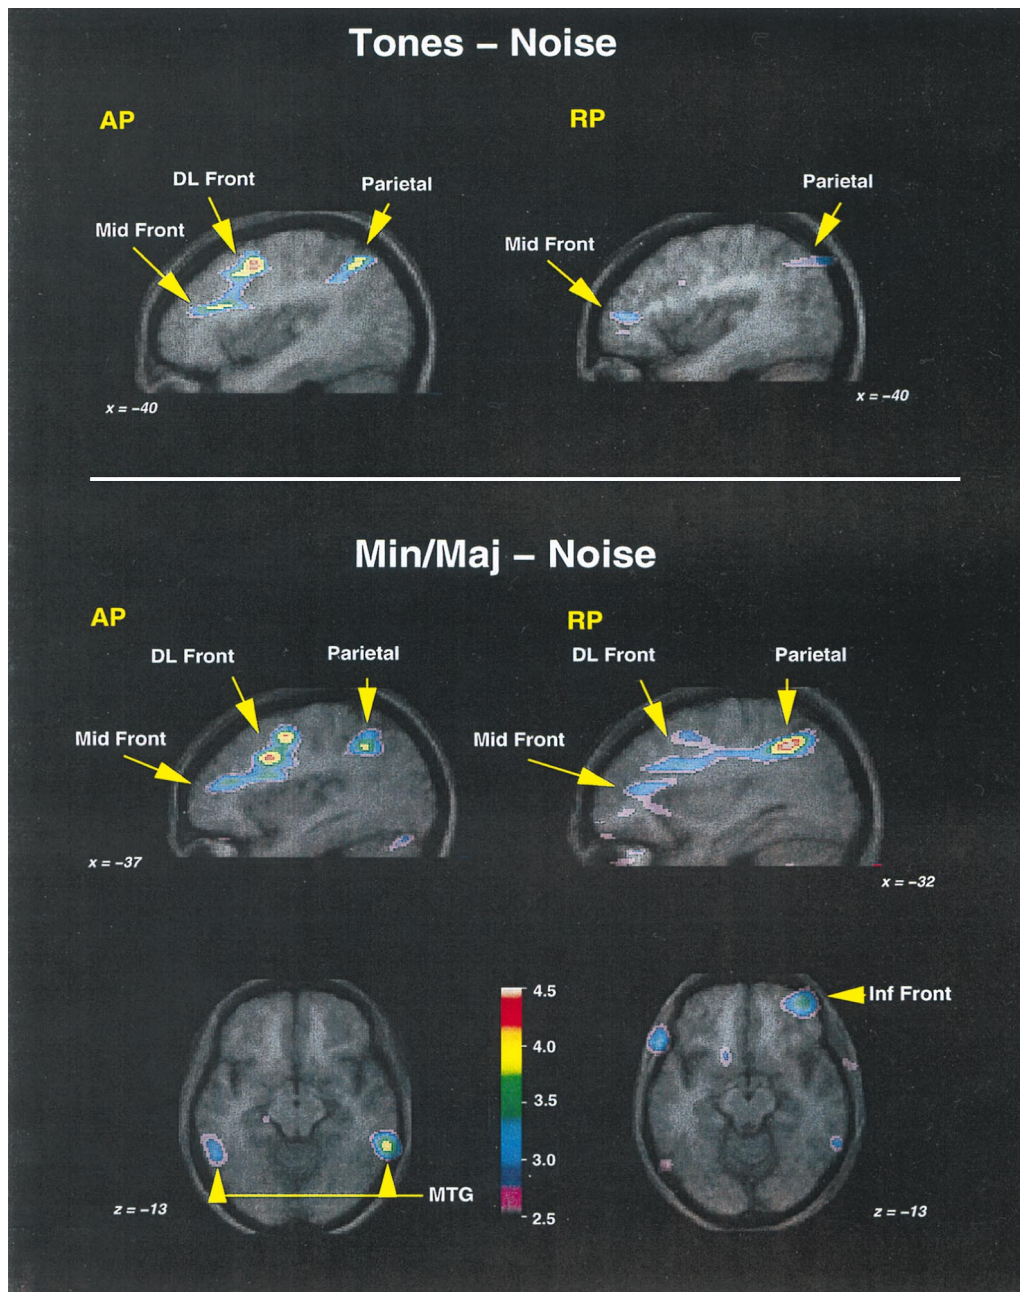 Tones – Noise
AP
RP
DL Front
Parietal
Mid Front
Parietal
Mid Front
x = –40
x = –40
Min/Maj – Noise
AP
RP
DL Front
Parietal
Mid Front
DL Front
Parietal
Mid Front
x = –37
x = –32
4.5
4.0
3.5
3.0
2.5
Inf Front
MTG
z = –13
z = –13